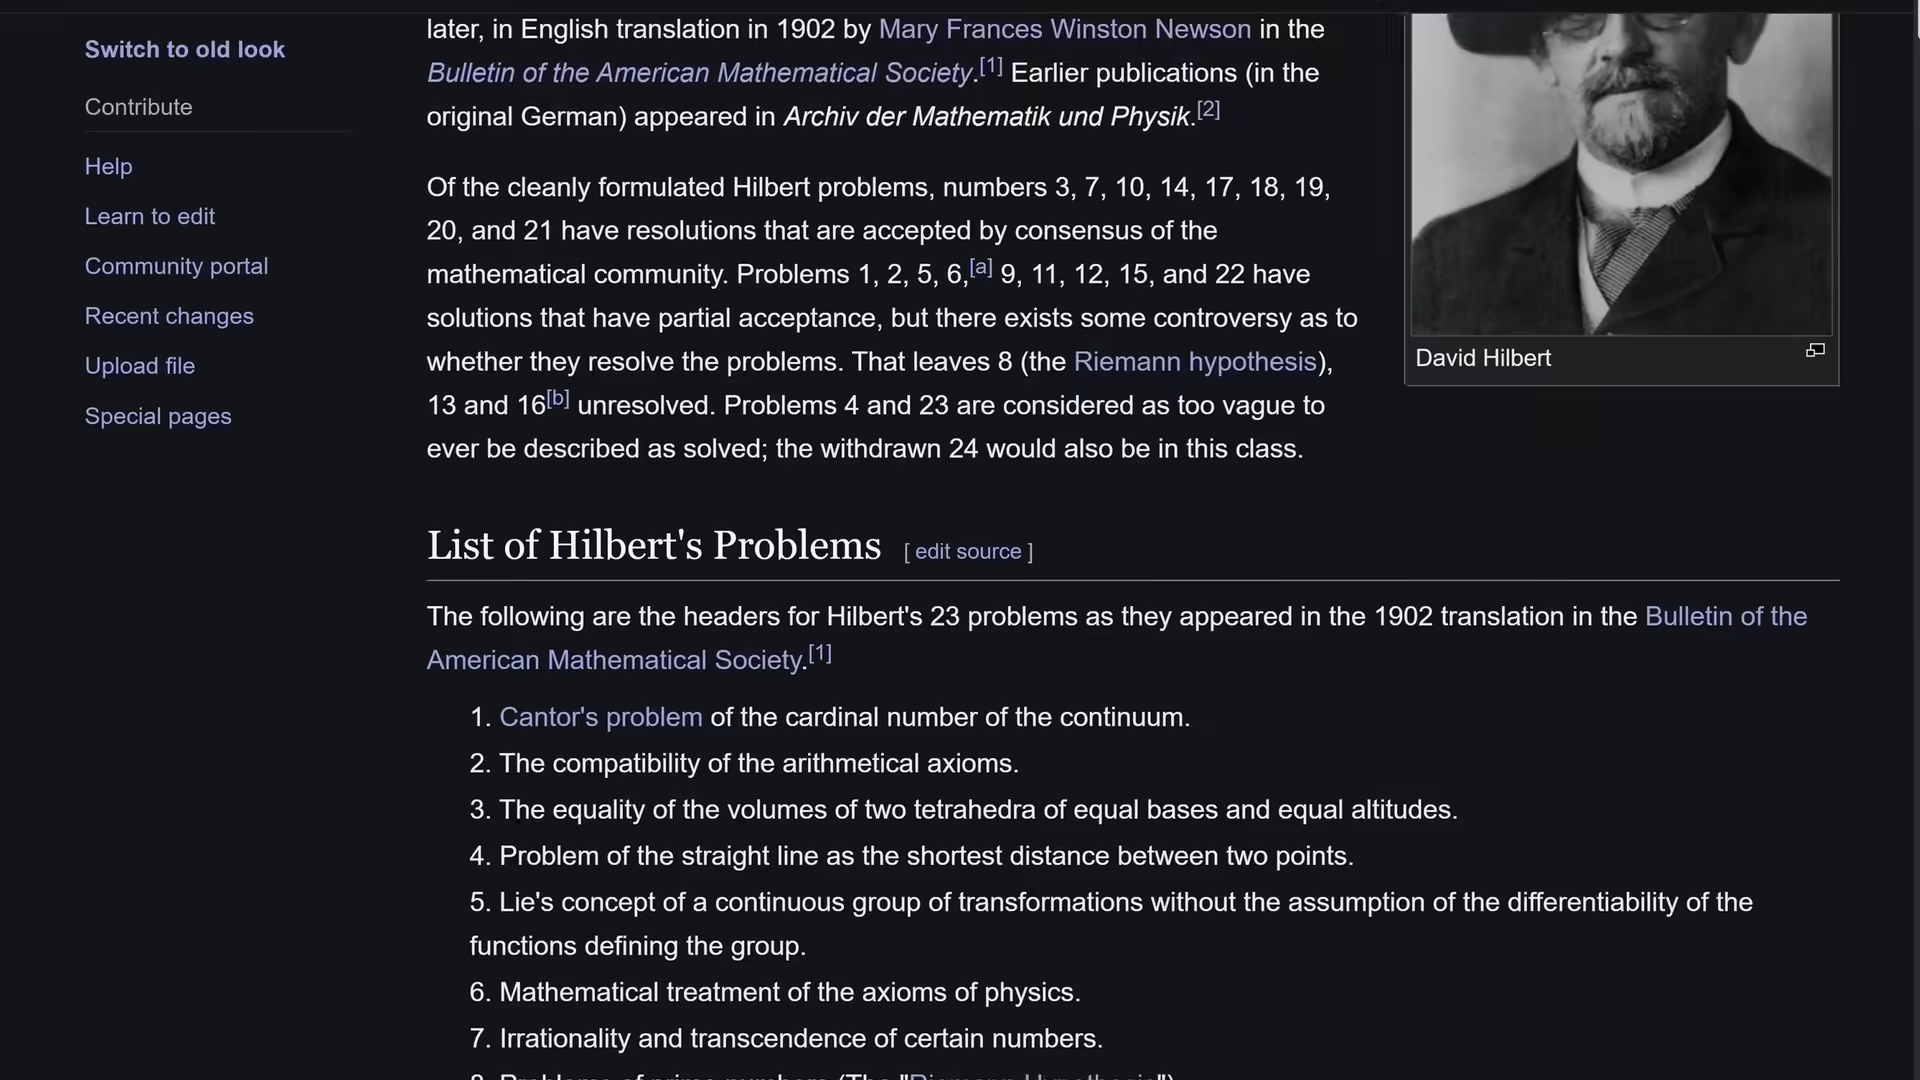 Switch to old look
Contribute
Help
Learn to edit
Community portal
Recent changes
Upload file
Special pages
later, in English translation in 1902 by Mary Frances Winston Newson in the
Bulletin of the American Mathematical Society.[1] Earlier publications (in the
original German) appeared in Archiv der Mathematik und Physik.[2]
Of the cleanly formulated Hilbert problems, numbers 3, 7, 10, 14, 17, 18, 19,
20, and 21 have resolutions that are accepted by consensus of the
mathematical community. Problems 1, 2, 5, 6,[a] 9, 11, 12, 15, and 22 have
solutions that have partial acceptance, but there exists some controversy as to
whether they resolve the problems. That leaves 8 (the Riemann hypothesis),
13 and 16[b] unresolved. Problems 4 and 23 are considered as too vague to
ever be described as solved; the withdrawn 24 would also be in this class.
David Hilbert
List of Hilbert's Problems [ edit source ]
The following are the headers for Hilbert's 23 problems as they appeared in the 1902 translation in the Bulletin of the
American Mathematical Society.[1]
1. Cantor's problem of the cardinal number of the continuum.
2. The compatibility of the arithmetical axioms.
3. The equality of the volumes of two tetrahedra of equal bases and equal altitudes.
4. Problem of the straight line as the shortest distance between two points.
5. Lie's concept of a continuous group of transformations without the assumption of the differentiability of the
functions defining the group.
6. Mathematical treatment of the axioms of physics.
7. Irrationality and transcendence of certain numbers.
8. Problems of prime numbers (The "Riemann Hypothesis")